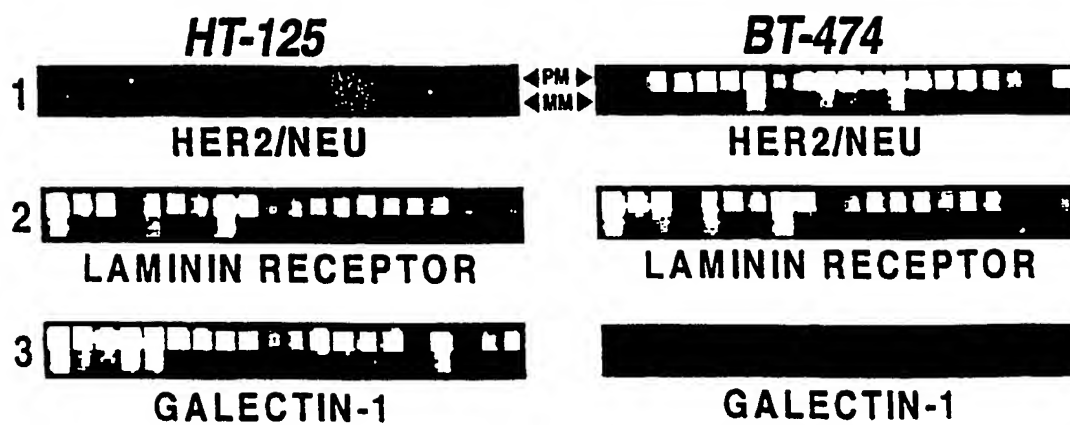 HT-125 BT-474
1 ◀PM▶
◀MM▶
HER2/NEU HER2/NEU
2
LAMININ RECEPTOR LAMININ RECEPTOR
3
GALECTIN-1 GALECTIN-1